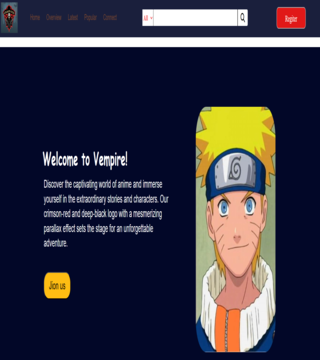 Home Overview Latest Popular Connect All Register
Welcome to Vempire!
Discover the captivating world of anime and immerse
yourself in the extraordinary stories and characters. Our
crimson-red and deep-black logo with a mesmerizing
parallax effect sets the stage for an unforgettable
adventure.
Jion us